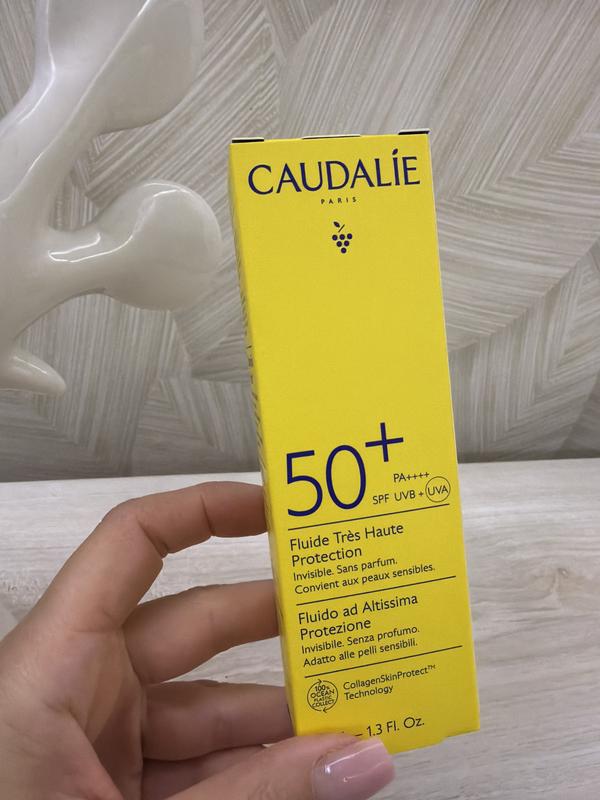 CAUDALÍE
PARIS
50+
PA++++
SPF UVB + UVA
Fluide Très Haute
Protection
Invisible. Sans parfum.
Convient aux peaux sensibles.
Fluido ad Altissima
Protezione
Invisibile. Senza profumo.
Adatto alle pelli sensibili.
100%
OCEAN
PLASTIC
COLLECT
CollagenSkinProtect™
Technology
– 1.3 Fl. Oz.